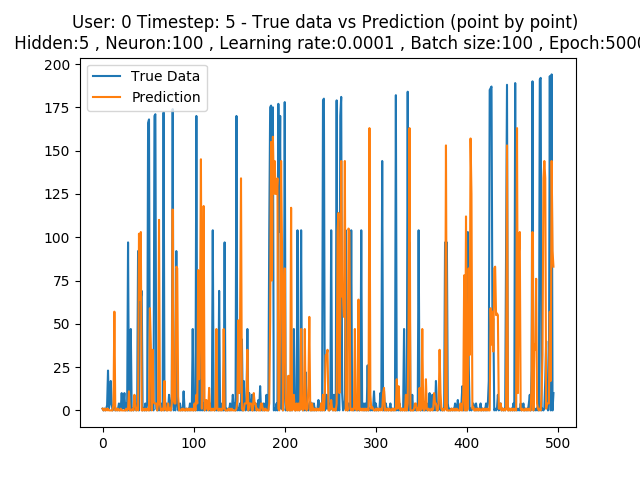 User: 0 Timestep: 5 - True data vs Prediction (point by point)
Hidden:5 , Neuron:100 , Learning rate:0.0001 , Batch size:100 , Epoch:5000
True Data
Prediction
200
175
150
125
100
75
50
25
0
0 100 200 300 400 500